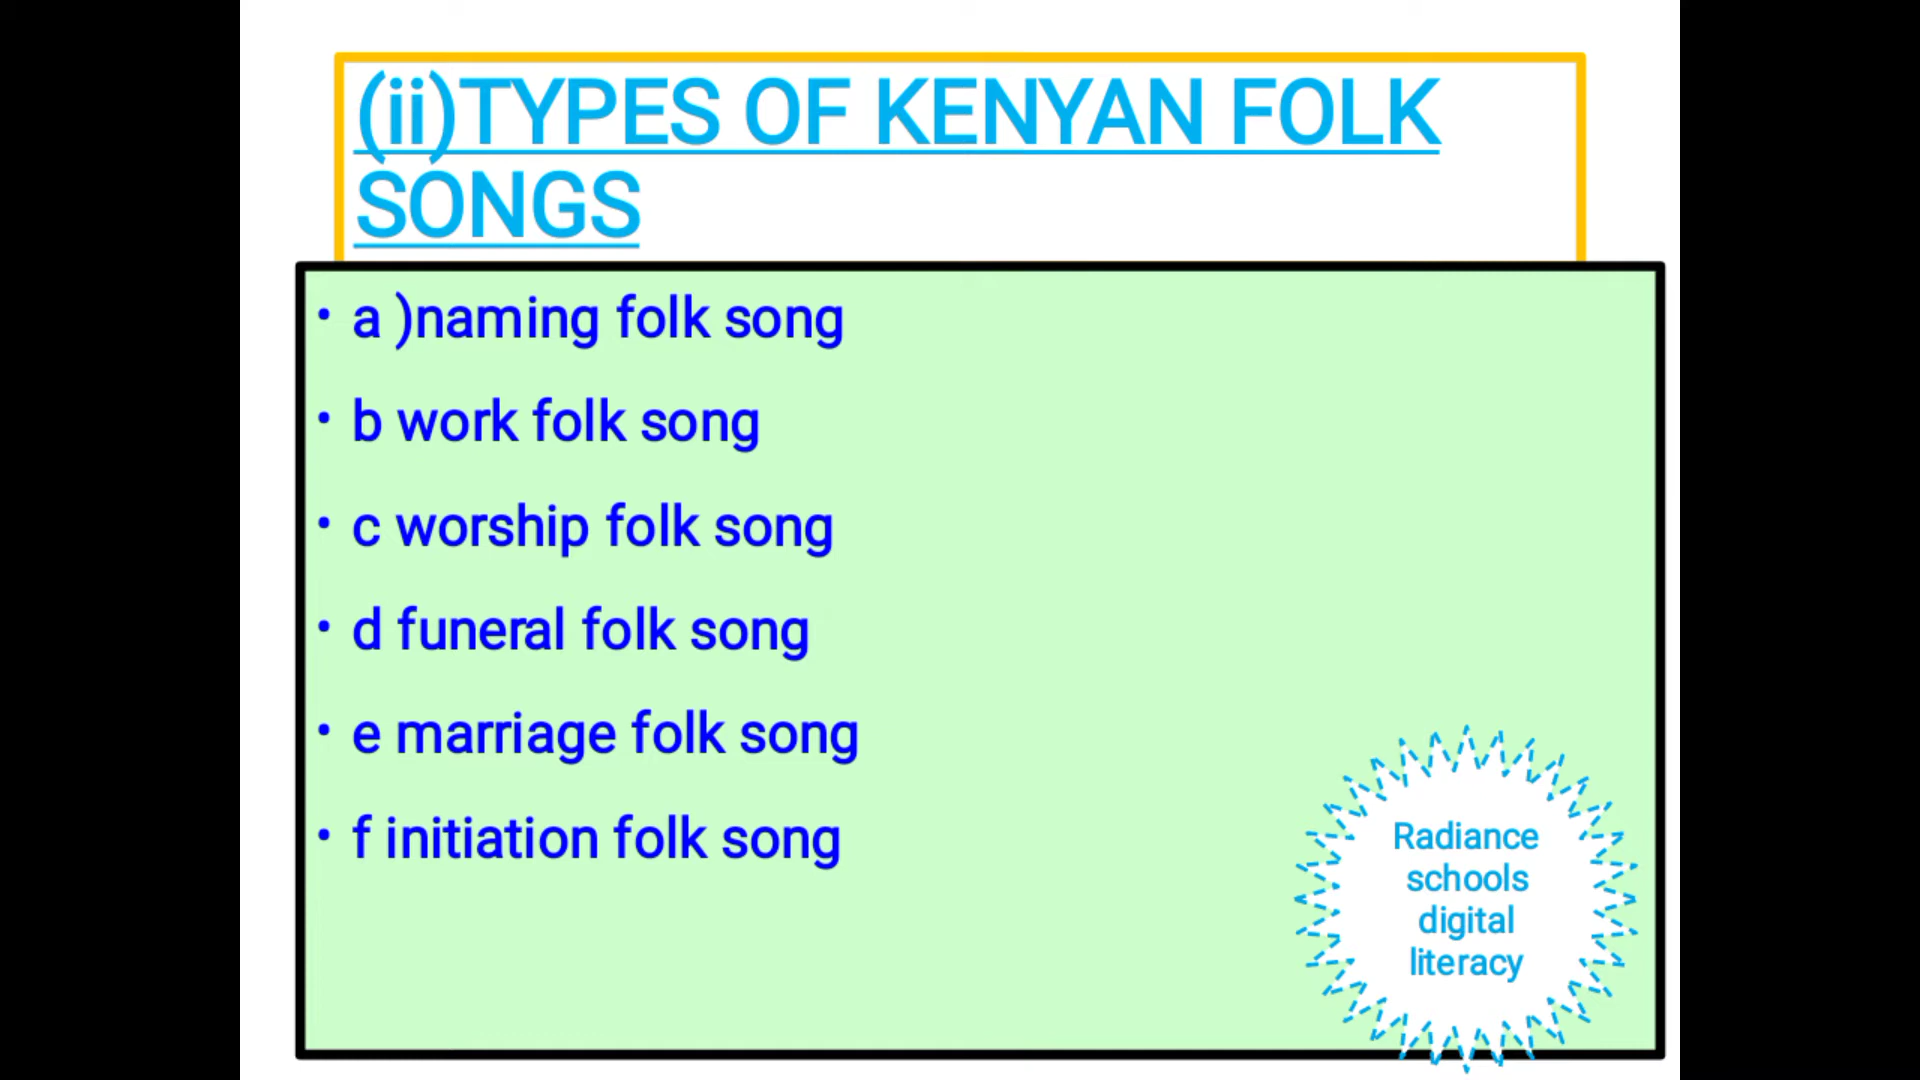 (ii)TYPES OF KENYAN FOLK
SONGS
• a )naming folk song
• b work folk song
• c worship folk song
• d funeral folk song
• e marriage folk song
• f initiation folk song
Radiance
schools
digital
literacy